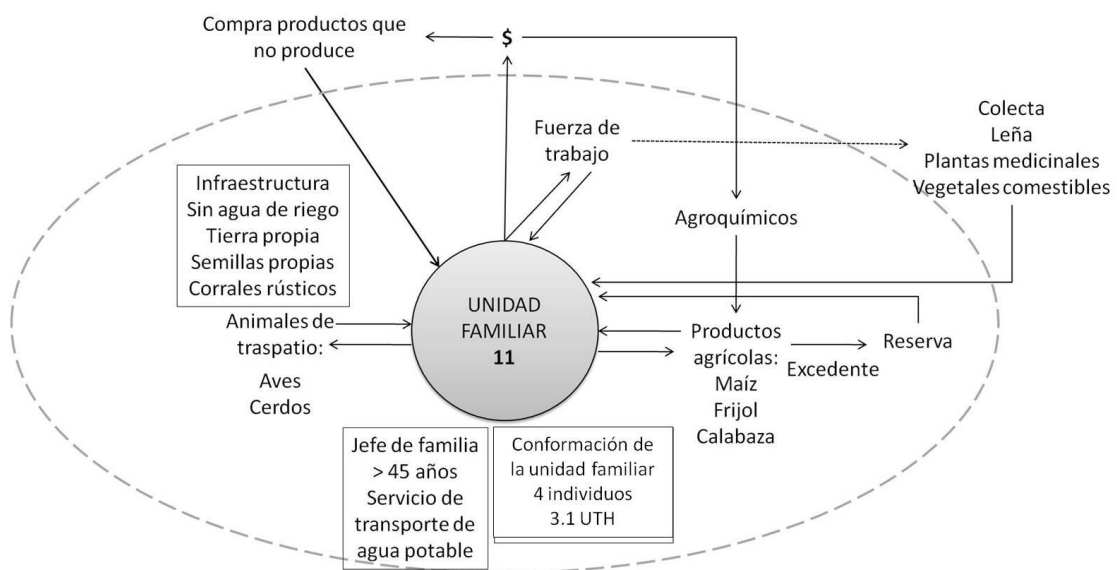 Compra productos que
no produce
$
Fuerza de
trabajo
Colecta
Leña
Plantas medicinales
Vegetales comestibles
Infraestructura
Sin agua de riego
Tierra propia
Semillas propias
Corrales rústicos
Agroquímicos
Animales de
traspatio:
Aves
Cerdos
UNIDAD
FAMILIAR
11
Productos
agrícolas:
Maíz
Frijol
Calabaza
Excedente
Reserva
Jefe de familia
> 45 años
Servicio de
transporte de
agua potable
Conformación de
la unidad familiar
4 individuos
3.1 UTH